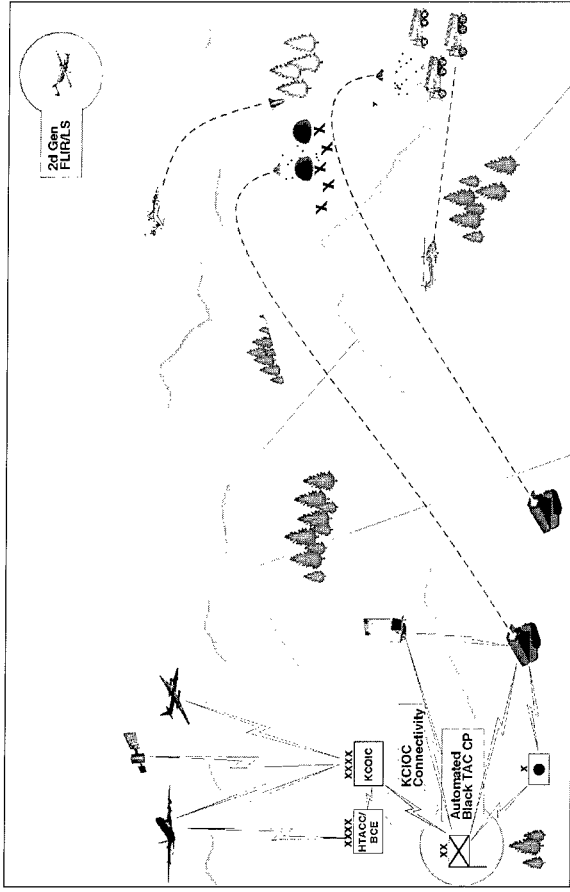 2d Gen
FLIR/LS
XXXX
KCOIC
XXXX
HTACC/
BCE
KCIOC
Connectivity
Automated
Black TAC CP
XX
X
X X X X X